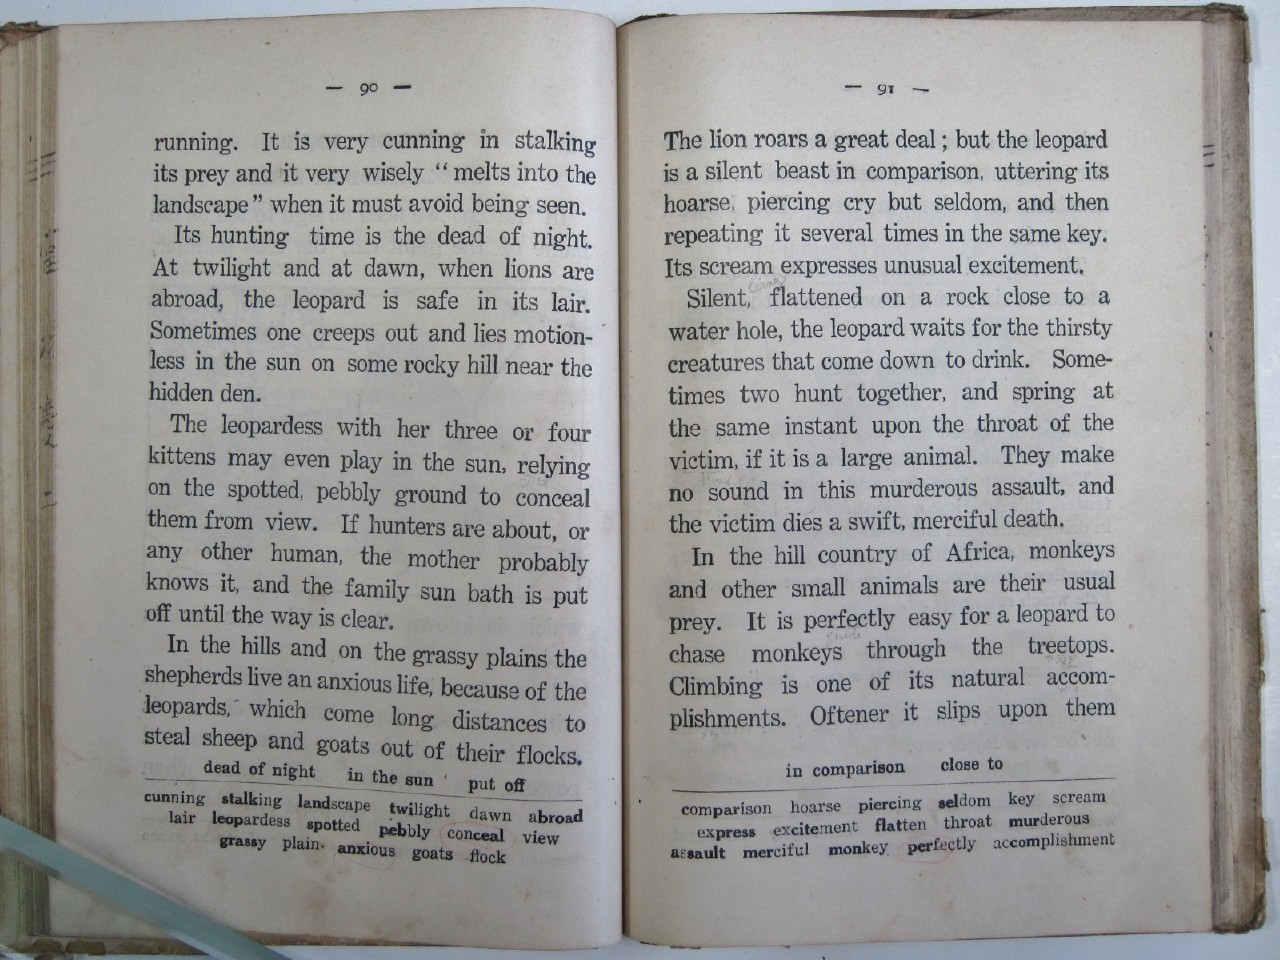 — 90 —
running. It is very cunning in stalking
its prey and it very wisely “melts into the
landscape” when it must avoid being seen.
Its hunting time is the dead of night.
At twilight and at dawn, when lions are
abroad, the leopard is safe in its lair.
Sometimes one creeps out and lies motion-
less in the sun on some rocky hill near the
hidden den.
The leopardess with her three or four
kittens may even play in the sun, relying
on the spotted, pebbly ground to conceal
them from view. If hunters are about, or
any other human, the mother probably
knows it, and the family sun bath is put
off until the way is clear.
In the hills and on the grassy plains the
shepherds live an anxious life, because of the
leopards, which come long distances to
steal sheep and goats out of their flocks.
dead of night in the sun put off
cunning stalking landscape twilight dawn abroad
lair leopardess spotted pebbly conceal view
grassy plain anxious goats flock
— 91 —
The lion roars a great deal; but the leopard
is a silent beast in comparison, uttering its
hoarse, piercing cry but seldom, and then
repeating it several times in the same key.
Its scream expresses unusual excitement.
Silent, flattened on a rock close to a
water hole, the leopard waits for the thirsty
creatures that come down to drink. Some-
times two hunt together, and spring at
the same instant upon the throat of the
victim, if it is a large animal. They make
no sound in this murderous assault, and
the victim dies a swift, merciful death.
In the hill country of Africa, monkeys
and other small animals are their usual
prey. It is perfectly easy for a leopard to
chase monkeys through the treetops.
Climbing is one of its natural accom-
plishments. Oftener it slips upon them
in comparison close to
comparison hoarse piercing seldom key scream
express excitement flatten throat murderous
assault merciful monkey perfectly accomplishment